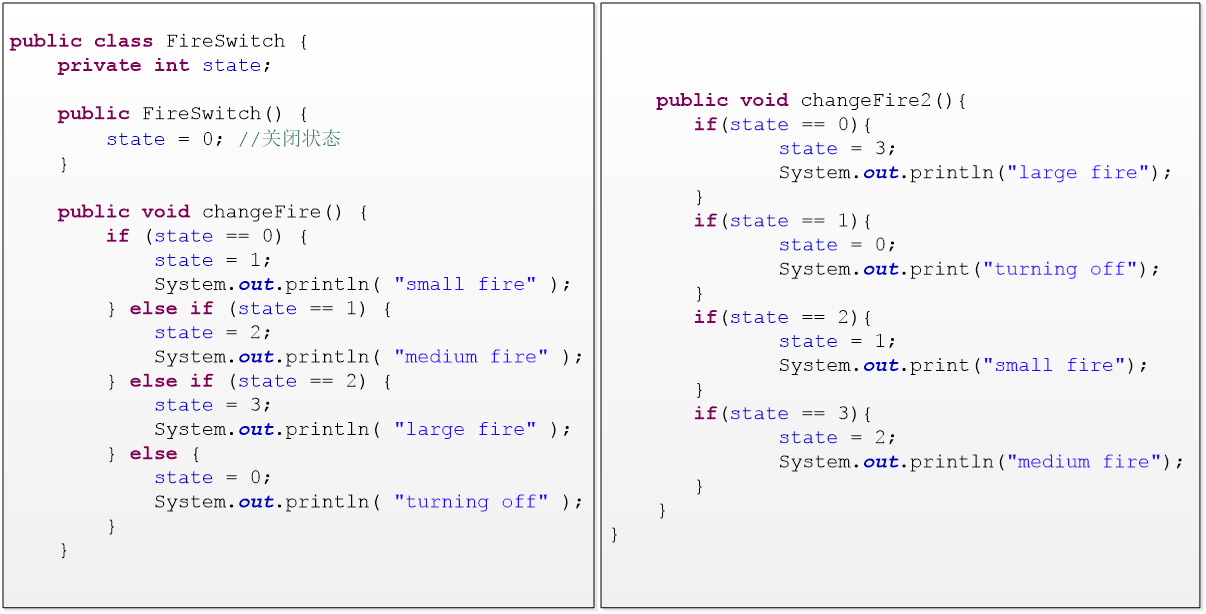 public class FireSwitch {
    private int state;

    public FireSwitch() {
        state = 0; //关闭状态
    }

    public void changeFire() {
        if (state == 0) {
            state = 1;
            System.out.println( "small fire" );
        } else if (state == 1) {
            state = 2;
            System.out.println( "medium fire" );
        } else if (state == 2) {
            state = 3;
            System.out.println( "large fire" );
        } else {
            state = 0;
            System.out.println( "turning off" );
        }
    }
    public void changeFire2(){
       if(state == 0){
              state = 3;
              System.out.println("large fire");
       }
       if(state == 1){
              state = 0;
              System.out.print("turning off");
       }
       if(state == 2){
              state = 1;
              System.out.print("small fire");
       }
       if(state == 3){
              state = 2;
              System.out.println("medium fire");
       }
    }
}